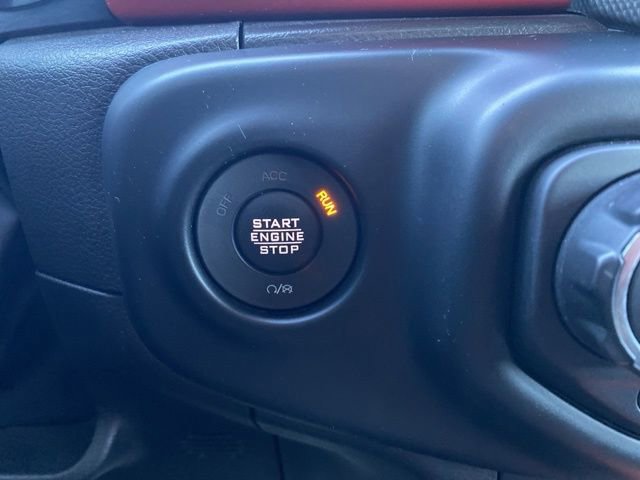 OFF
ACC
RUN
START
ENGINE
STOP